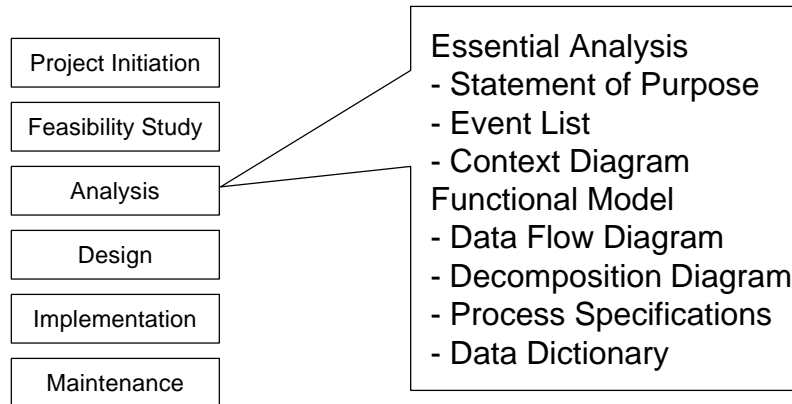 Project Initiation
Feasibility Study
Analysis
Design
Implementation
Maintenance
Essential Analysis
- Statement of Purpose
- Event List
- Context Diagram
Functional Model
- Data Flow Diagram
- Decomposition Diagram
- Process Specifications
- Data Dictionary